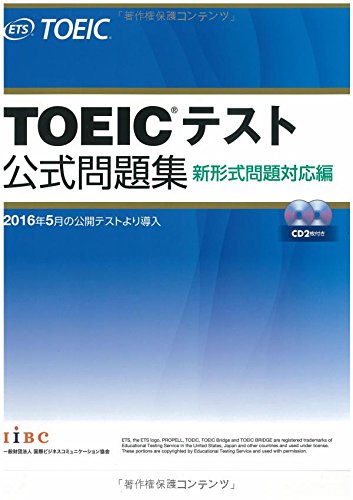 「著作権保護コンテンツ」
ETS TOEIC®
TOEIC®テスト
公式問題集 新形式問題対応編
2016年5月の公開テストより導入
CD2枚付き
IiBC
一般財団法人 国際ビジネスコミュニケーション協会
ETS, the ETS logo, PROPELL, TOEIC, TOEIC Bridge and TOEIC BRIDGE are registered trademarks of
Educational Testing Service in the United States, Japan and other countries and used under license.
These portions are copyrighted by Educational Testing Service and used with permission.
「著作権保護コンテンツ」